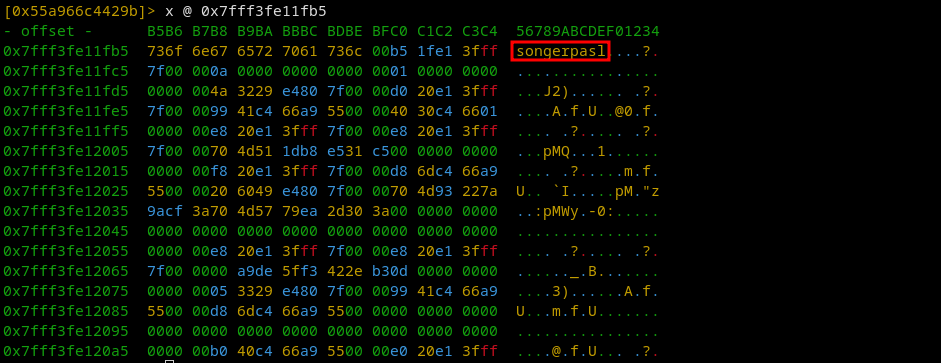 [0x55a966c4429b]> x @ 0x7fff3fe11fb5
- offset -       B5B6 B7B8 B9BA BBBC BDBE BFC0 C1C2 C3C4  56789ABCDEF01234
0x7fff3fe11fb5  736f 6e67 6572 7061 736c 00b5 1fe1 3fff  songerpasl....?.
0x7fff3fe11fc5  7f00 000a 0000 0000 0000 0001 0000 0000  ................
0x7fff3fe11fd5  0000 004a 3229 e480 7f00 00d0 20e1 3fff  ...J2)...... .?.
0x7fff3fe11fe5  7f00 0099 41c4 66a9 5500 0040 30c4 6601  ....A.f.U..@0.f.
0x7fff3fe11ff5  0000 00e8 20e1 3fff 7f00 00e8 20e1 3fff  .... .?..... .?.
0x7fff3fe12005  7f00 0070 4d51 1db8 e531 c500 0000 0000  ...pMQ...1......
0x7fff3fe12015  0000 00f8 20e1 3fff 7f00 00d8 6dc4 66a9  .... .?.....m.f.
0x7fff3fe12025  5500 0020 6049 e480 7f00 0070 4d93 227a  U.. `I.....pM."z
0x7fff3fe12035  9acf 3a70 4d57 79ea 2d30 3a00 0000 0000  ..:pMWy.-0:.....
0x7fff3fe12045  0000 0000 0000 0000 0000 0000 0000 0000  ................
0x7fff3fe12055  0000 00e8 20e1 3fff 7f00 00e8 20e1 3fff  .... .?..... .?.
0x7fff3fe12065  7f00 0000 a9de 5ff3 422e b30d 0000 0000  ......_.B.......
0x7fff3fe12075  0000 0005 3329 e480 7f00 0099 41c4 66a9  ....3)......A.f.
0x7fff3fe12085  5500 00d8 6dc4 66a9 5500 0000 0000 0000  U...m.f.U.......
0x7fff3fe12095  0000 0000 0000 0000 0000 0000 0000 0000  ................
0x7fff3fe120a5  0000 00b0 40c4 66a9 5500 00e0 20e1 3fff  ....@.f.U... .?.